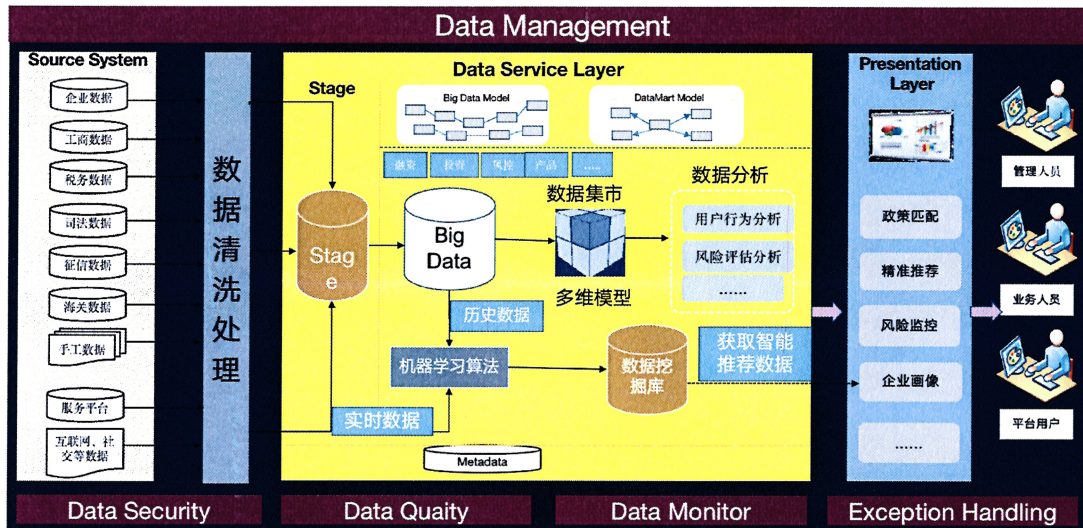 Data Management
Source System
企业数据
工商数据
税务数据
司法数据
征信数据
海关数据
手工数据
服务平台
互联网、社
交等数据
数
据
清
洗
处
理
Data Service Layer
Stage
Big Data Model
DataMart Model
融资
投资
风控
产品
.....
Stag
e
Big
Data
数据集市
多维模型
数据分析
用户行为分析
风险评估分析
......
历史数据
机器学习算法
实时数据
数据挖
掘库
获取智能
推荐数据
Metadata
Presentation
Layer
政策匹配
精准推荐
风险监控
企业画像
......
管理人员
业务人员
平台用户
Data Security
Data Quaity
Data Monitor
Exception Handling